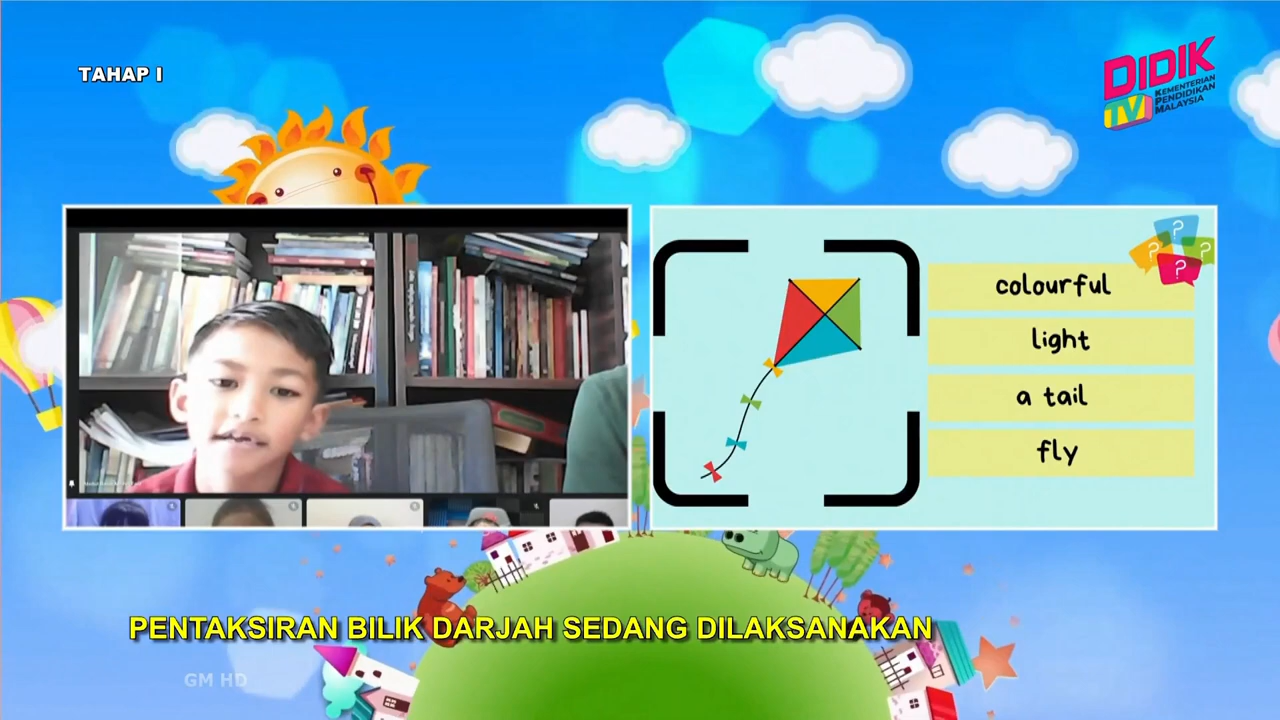 TAHAP I
DIDIK
TV
KEMENTERIAN
PENDIDIKAN
MALAYSIA
colourful
light
a tail
fly
?
?
?
?
PENTAKSIRAN BILIK DARJAH SEDANG DILAKSANAKAN
GM HD